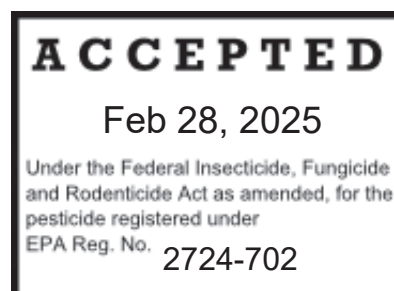 ACCEPTED
Feb 28, 2025
Under the Federal Insecticide, Fungicide
and Rodenticide Act as amended, for the
pesticide registered under
EPA Reg. No. 2724-702